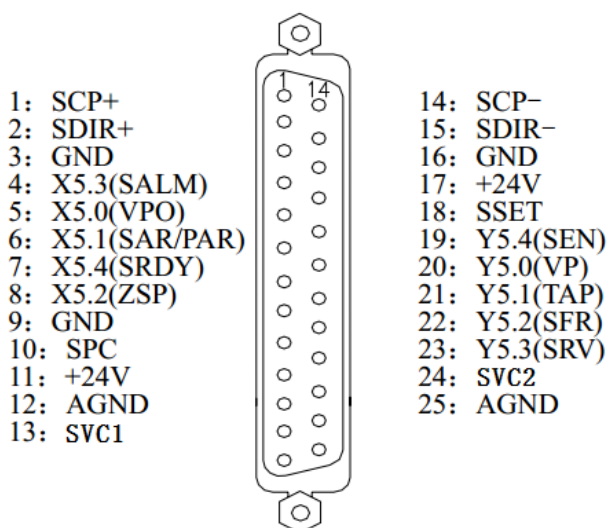 1 14
1: SCP+
2: SDIR+
3: GND
4: X5.3(SALM)
5: X5.0(VPO)
6: X5.1(SAR/PAR)
7: X5.4(SRDY)
8: X5.2(ZSP)
9: GND
10: SPC
11: +24V
12: AGND
13: SVC1
14: SCP-
15: SDIR-
16: GND
17: +24V
18: SSET
19: Y5.4(SEN)
20: Y5.0(VP)
21: Y5.1(TAP)
22: Y5.2(SFR)
23: Y5.3(SRV)
24: SVC2
25: AGND